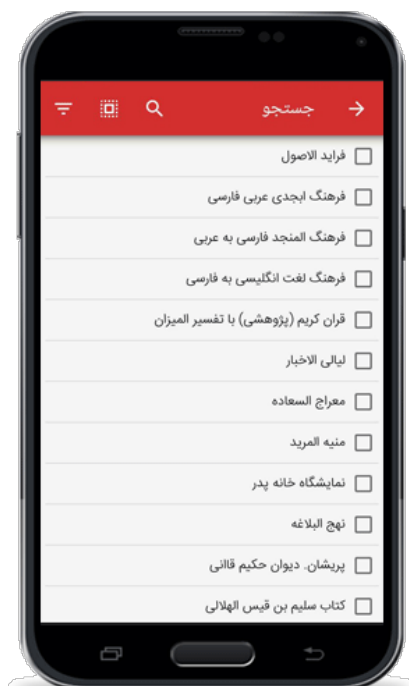 جستجو
فراید الاصول
فرهنگ ابجدی عربی فارسی
فرهنگ المنجد فارسی به عربی
فرهنگ لغت انگلیسی به فارسی
قران کریم (پژوهشی) با تفسیر المیزان
لیالی الاخبار
معراج السعاده
منیه المرید
نمایشگاه خانه پدر
نهج البلاغه
پریشان. دیوان حکیم قاانی
کتاب سلیم بن قیس الهلالی